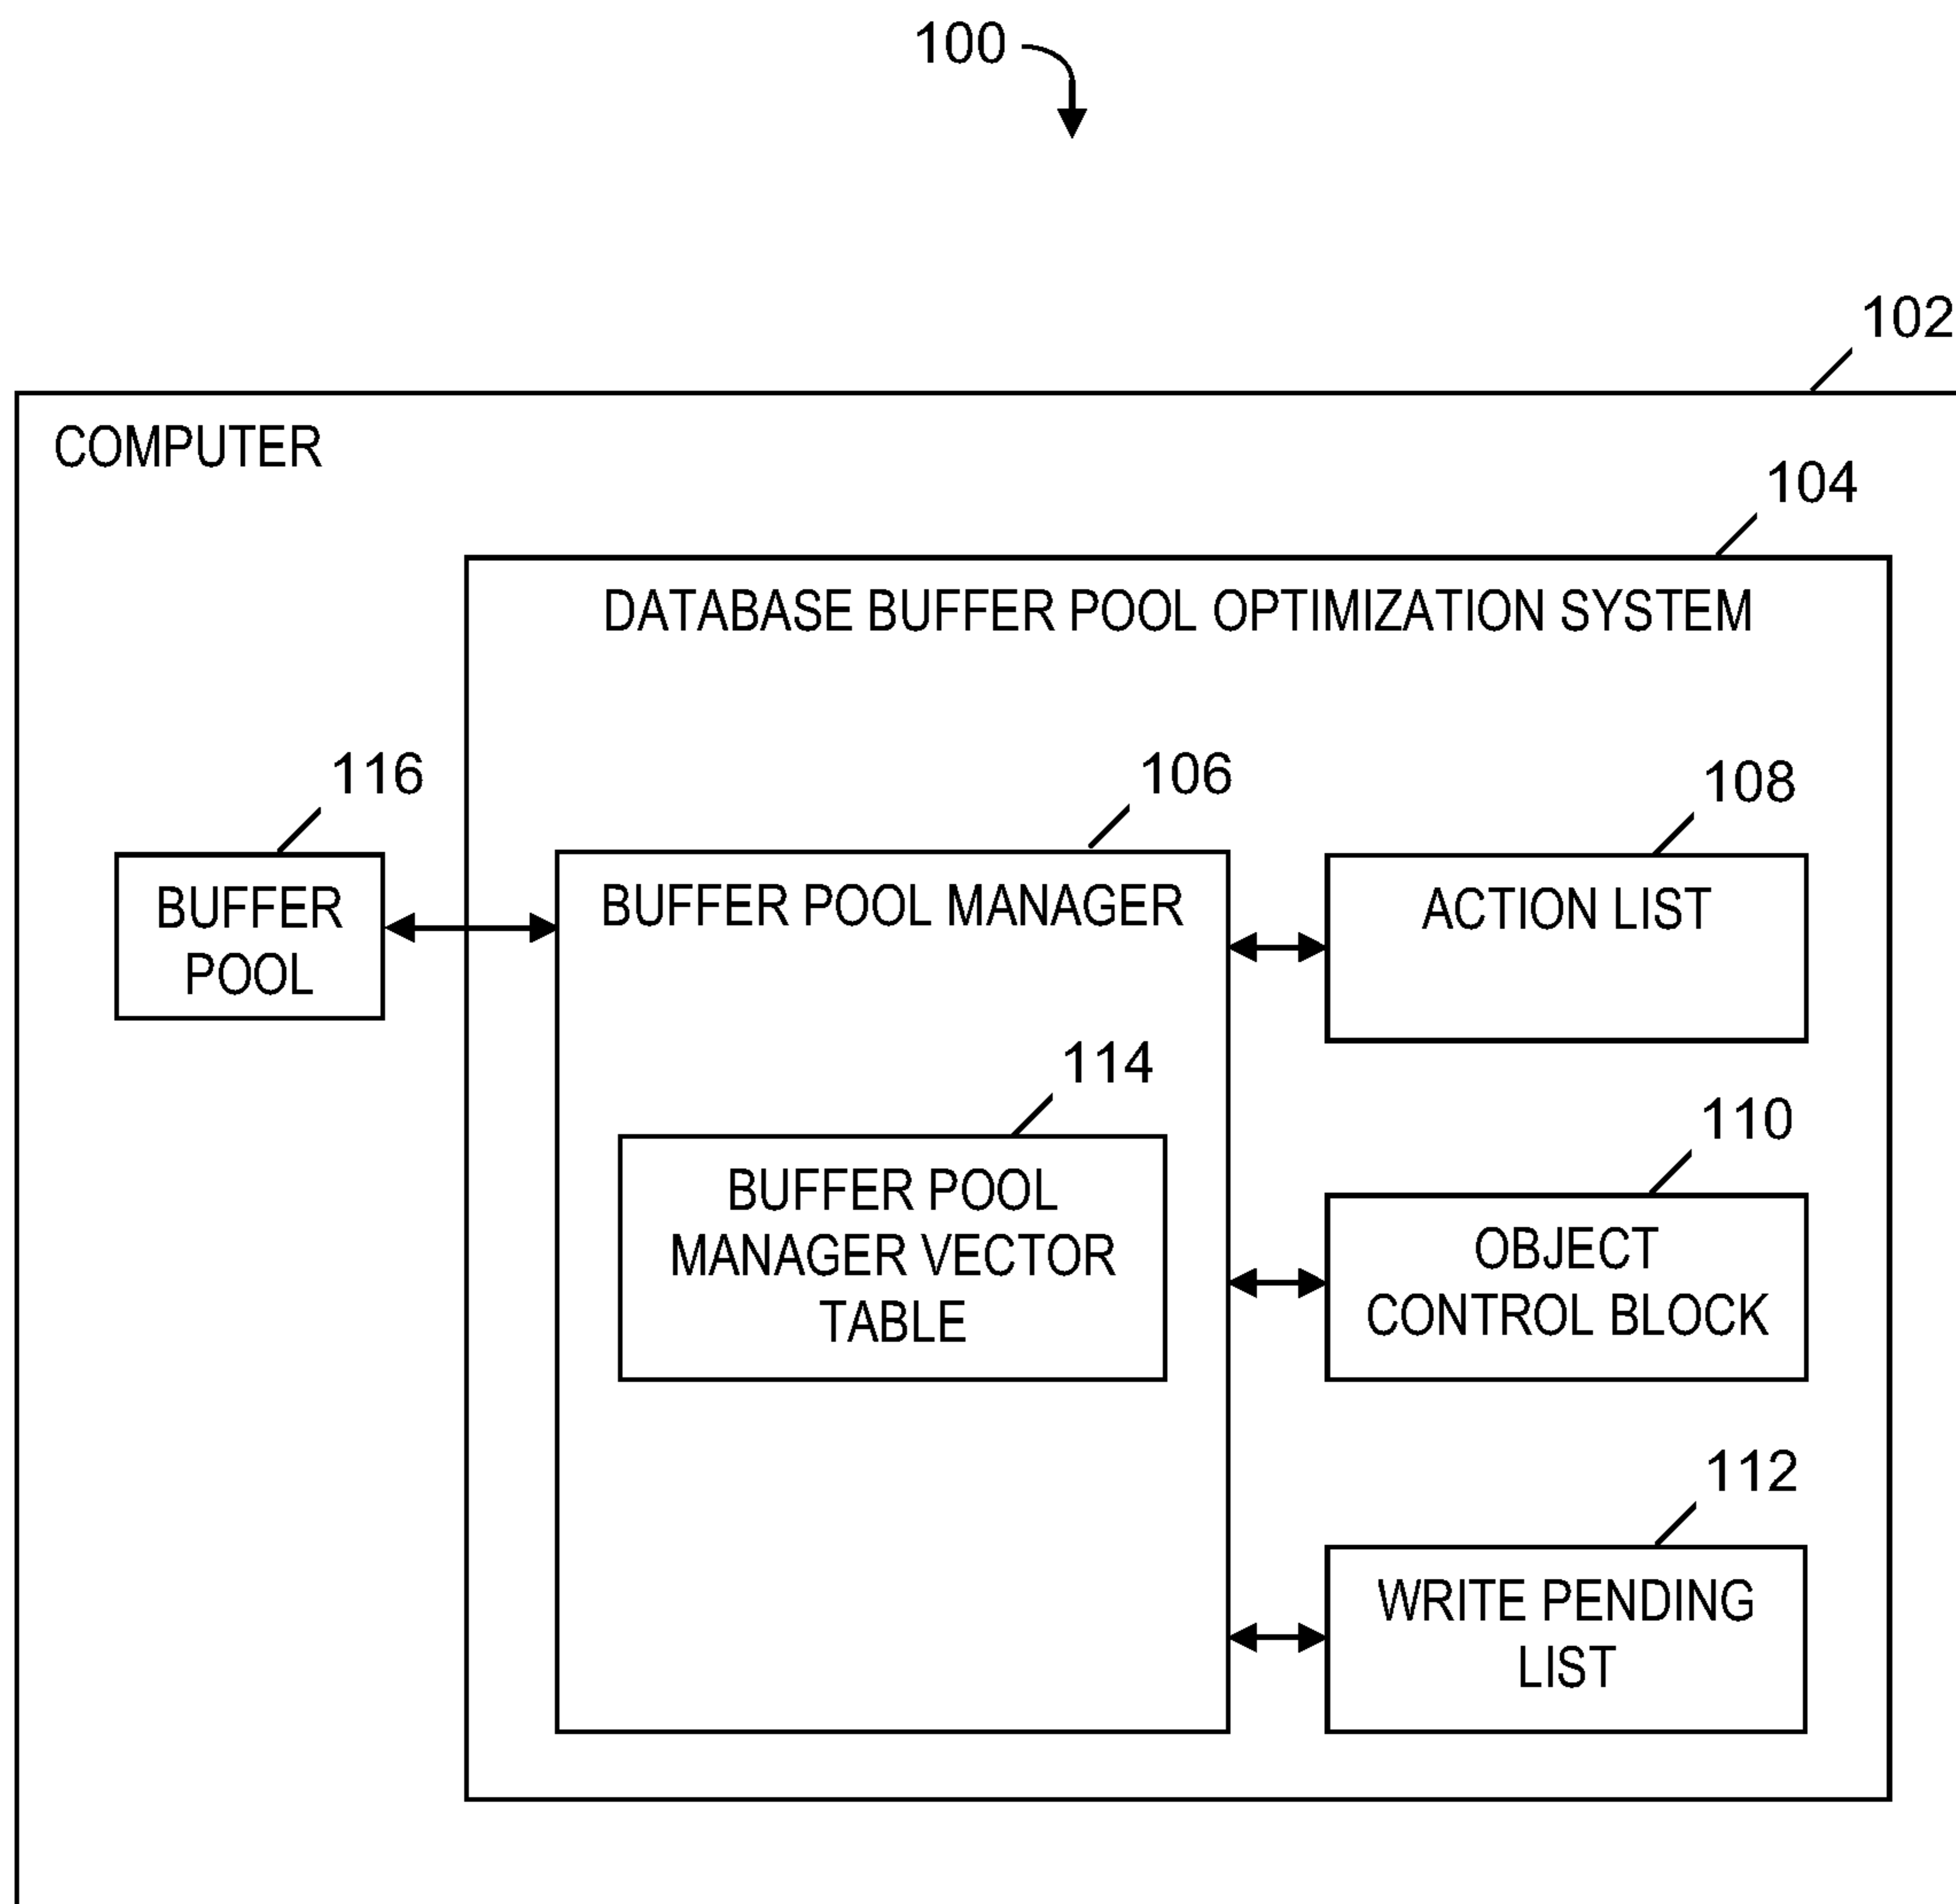 100
102
COMPUTER
104
DATABASE BUFFER POOL OPTIMIZATION SYSTEM
116
106
108
BUFFER
POOL
BUFFER POOL MANAGER
ACTION LIST
114
BUFFER POOL
MANAGER VECTOR
TABLE
110
OBJECT
CONTROL BLOCK
112
WRITE PENDING
LIST